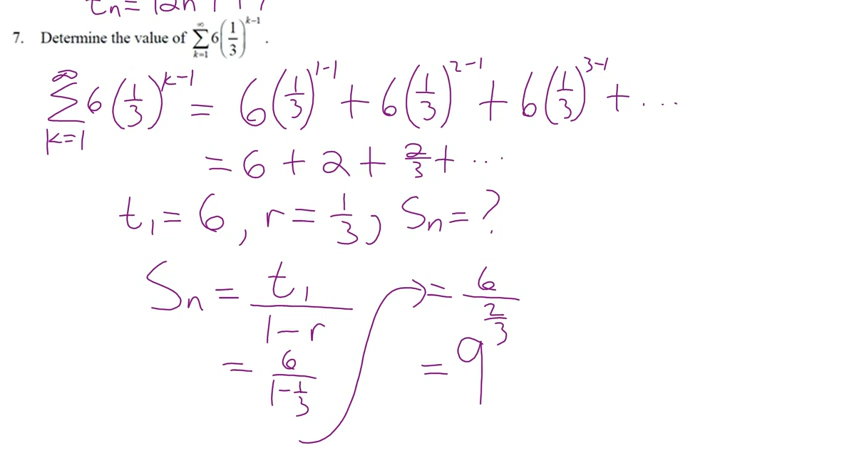 tₙ = 12n
7. Determine the value of ∑_{k=1}^{∞} 6(1/3)^{k-1}.
∑_{k=1}^{∞} 6(1/3)^{k-1} = 6(1/3)^{1-1} + 6(1/3)^{2-1} + 6(1/3)^{3-1} + ...
= 6 + 2 + 2/3 + ...
t₁ = 6, r = 1/3, Sₙ = ?
Sₙ = t₁/(1-r)
= 6/(1-1/3)
= 6/(2/3)
= 9